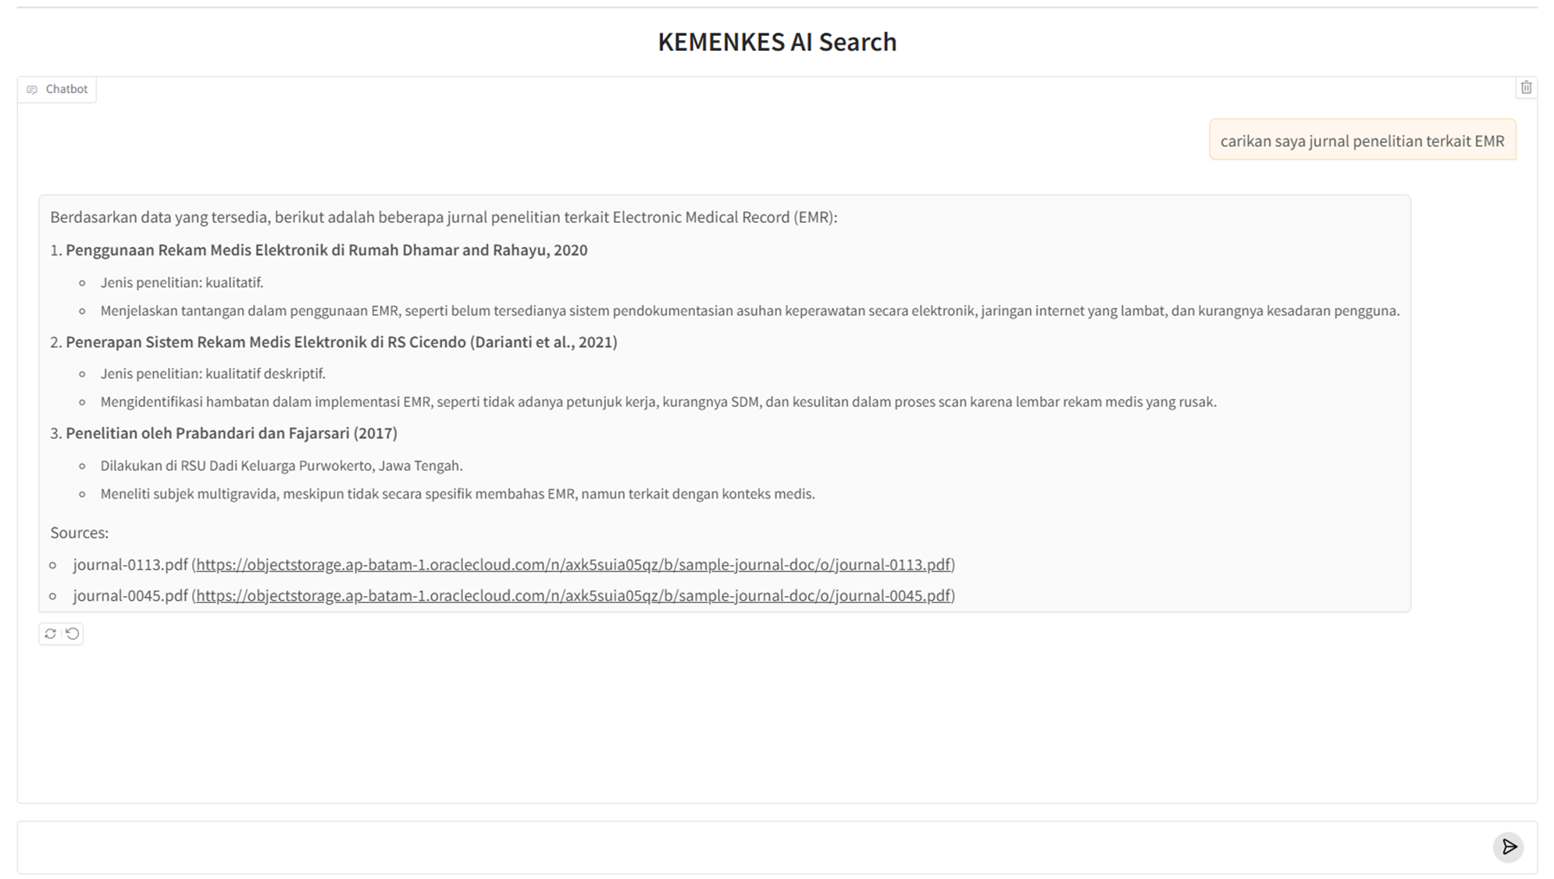 KEMENKES AI Search
Chatbot
carikan saya jurnal penelitian terkait EMR
Berdasarkan data yang tersedia, berikut adalah beberapa jurnal penelitian terkait Electronic Medical Record (EMR):
1. Penggunaan Rekam Medis Elektronik di Rumah Dhamar and Rahayu, 2020
Jenis penelitian: kualitatif.
Menjelaskan tantangan dalam penggunaan EMR, seperti belum tersedianya sistem pendokumentasian asuhan keperawatan secara elektronik, jaringan internet yang lambat, dan kurangnya kesadaran pengguna.
2. Penerapan Sistem Rekam Medis Elektronik di RS Cicendo (Darianti et al., 2021)
Jenis penelitian: kualitatif deskriptif.
Mengidentifikasi hambatan dalam implementasi EMR, seperti tidak adanya petunjuk kerja, kurangnya SDM, dan kesulitan dalam proses scan karena lembar rekam medis yang rusak.
3. Penelitian oleh Prabandari dan Fajarsari (2017)
Dilakukan di RSU Dadi Keluarga Purwokerto, Jawa Tengah.
Meneliti subjek multigravida, meskipun tidak secara spesifik membahas EMR, namun terkait dengan konteks medis.
Sources:
journal-0113.pdf (https://objectstorage.ap-batam-1.oraclecloud.com/n/axk5suia05qz/b/sample-journal-doc/o/journal-0113.pdf)
journal-0045.pdf (https://objectstorage.ap-batam-1.oraclecloud.com/n/axk5suia05qz/b/sample-journal-doc/o/journal-0045.pdf)